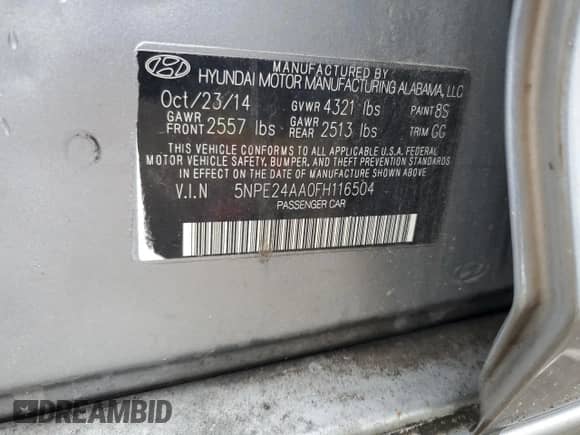 MANUFACTURED BY
HYUNDAI MOTOR MANUFACTURING ALABAMA, LLC
Oct/23/14 GVWR 4321 lbs PAINT 8S
GAWR FRONT 2557 lbs GAWR REAR 2513 lbs TRIM GG
THIS VEHICLE CONFORMS TO ALL APPLICABLE U.S.A. FEDERAL
MOTOR VEHICLE SAFETY, BUMPER, AND THEFT PREVENTION STANDARDS
IN EFFECT ON THE DATE OF MANUFACTURE SHOWN ABOVE
V.I.N 5NPE24AA0FH116504
PASSENGER CAR
DREAMBID